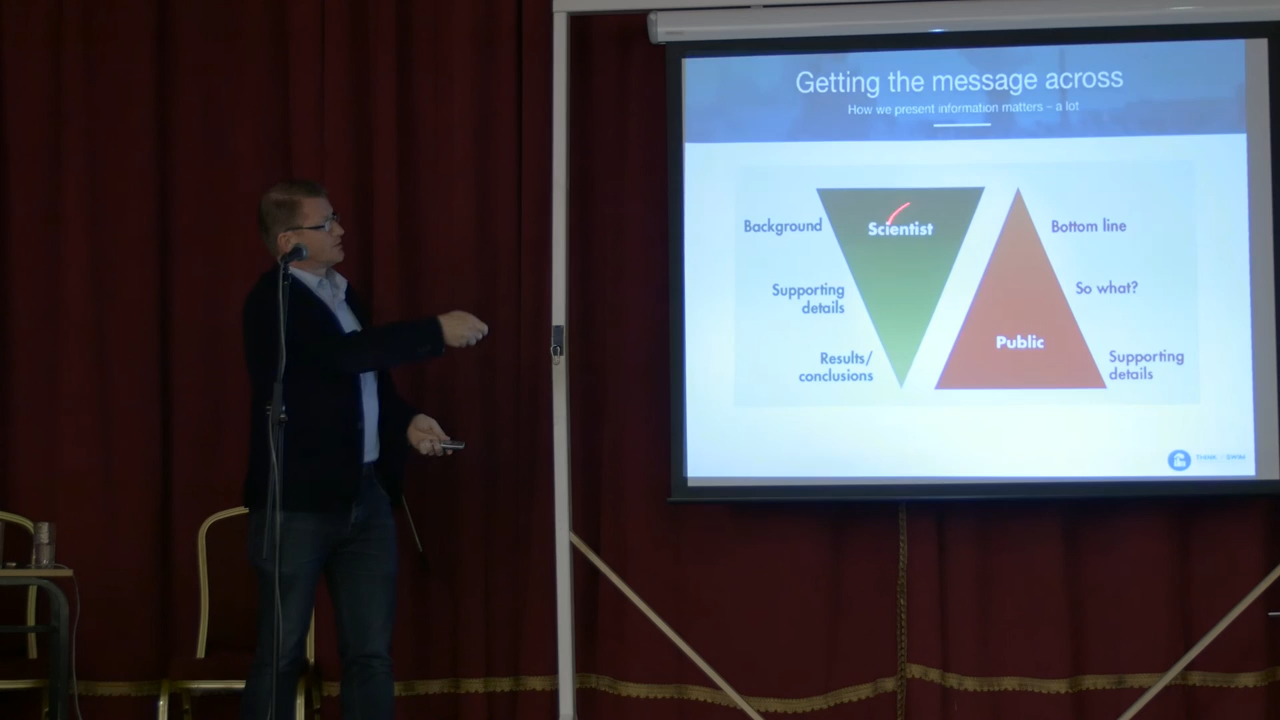 Getting the message across
How we present information matters – a lot
Background
Supporting
details
Results/
conclusions
Scientist
Public
Bottom line
So what?
Supporting
details